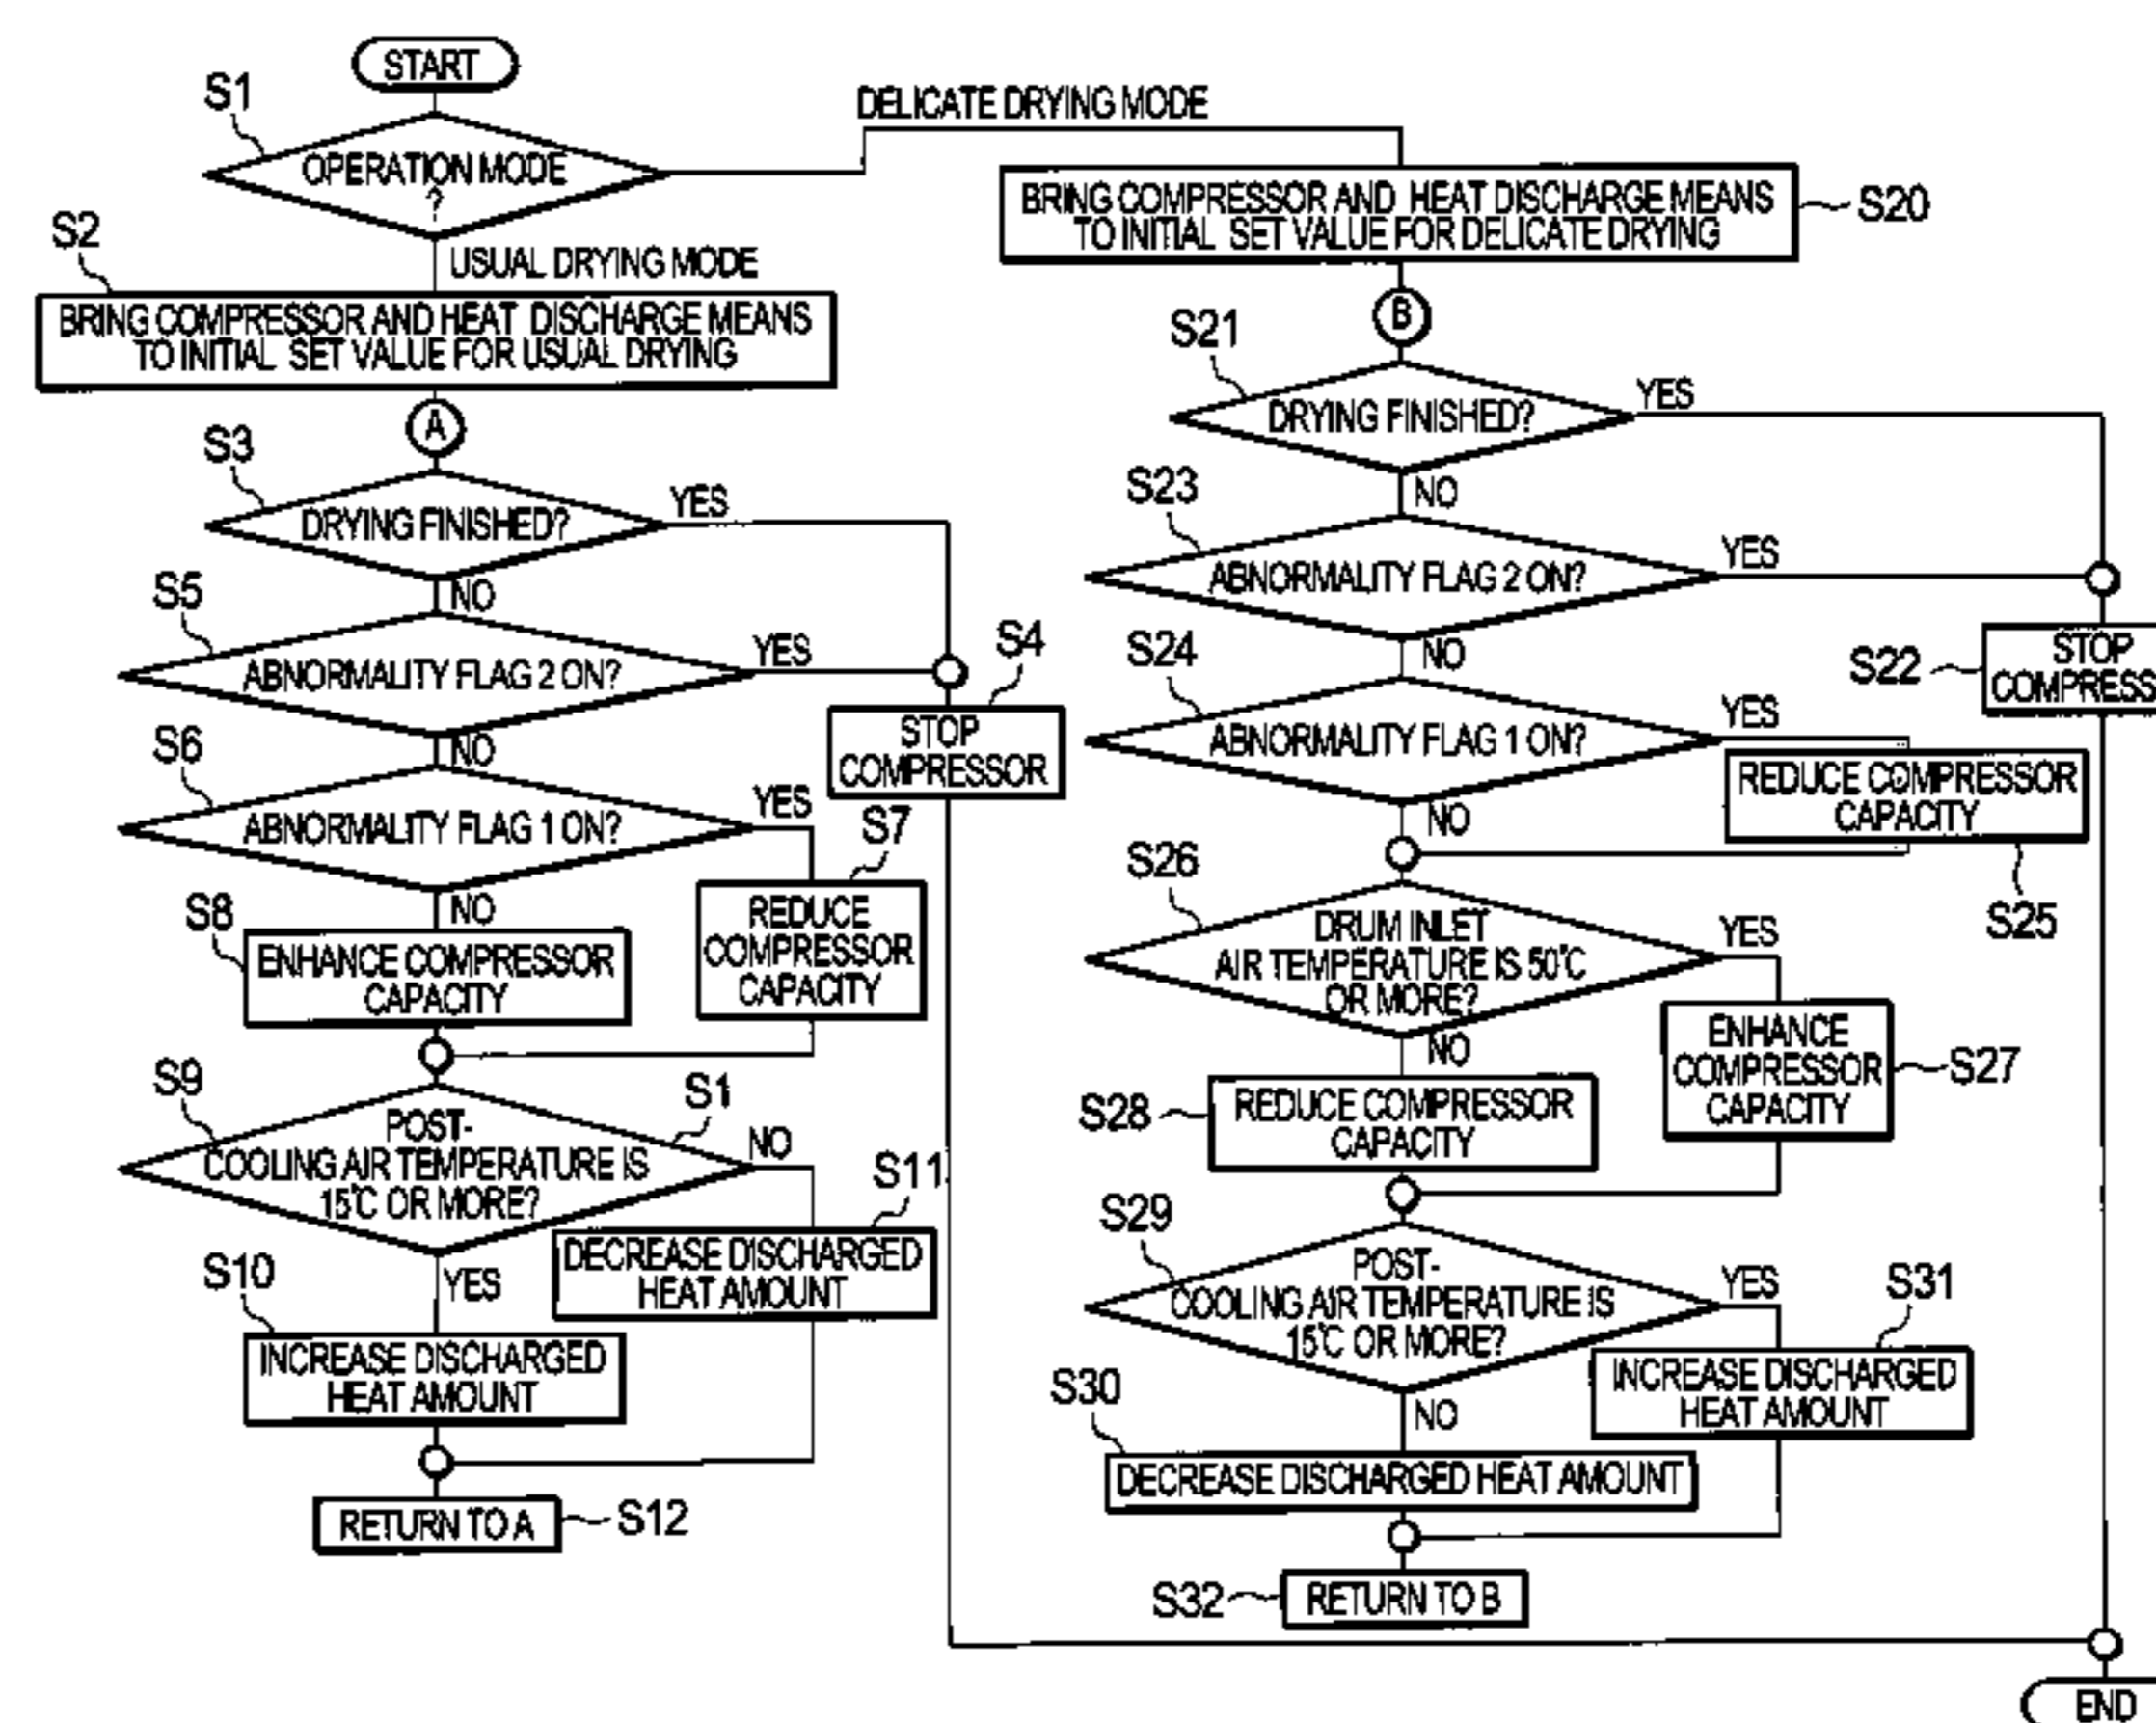 START
S1
OPERATION MODE
?
DELICATE DRYING MODE
USUAL DRYING MODE
S2
BRING COMPRESSOR AND HEAT DISCHARGE MEANS
TO INITIAL SET VALUE FOR USUAL DRYING
A
S3
DRYING FINISHED?
YES
NO
S5
ABNORMALITY FLAG 2 ON?
YES
NO
S4
STOP
COMPRESSOR
S6
ABNORMALITY FLAG 1 ON?
YES
NO
S7
REDUCE
COMPRESSOR
CAPACITY
S8
ENHANCE COMPRESSOR
CAPACITY
S9
S1
POST-
COOLING AIR TEMPERATURE IS
15°C OR MORE?
NO
YES
S11
DECREASE DISCHARGED
HEAT AMOUNT
S10
INCREASE DISCHARGED
HEAT AMOUNT
RETURN TO A
S12
BRING COMPRESSOR AND HEAT DISCHARGE MEANS
TO INITIAL SET VALUE FOR DELICATE DRYING
S20
B
S21
DRYING FINISHED?
YES
NO
S23
ABNORMALITY FLAG 2 ON?
YES
NO
S22
STOP
COMPRESS
S24
ABNORMALITY FLAG 1 ON?
YES
NO
REDUCE COMPRESSOR
CAPACITY
S25
S26
DRUM INLET
AIR TEMPERATURE IS 50°C
OR MORE?
YES
NO
ENHANCE
COMPRESSOR
CAPACITY
S27
S28
REDUCE COMPRESSOR
CAPACITY
S29
POST-
COOLING AIR TEMPERATURE IS
15°C OR MORE?
YES
NO
S31
INCREASE DISCHARGED
HEAT AMOUNT
S30
DECREASE DISCHARGED HEAT AMOUNT
S32
RETURN TO B
END